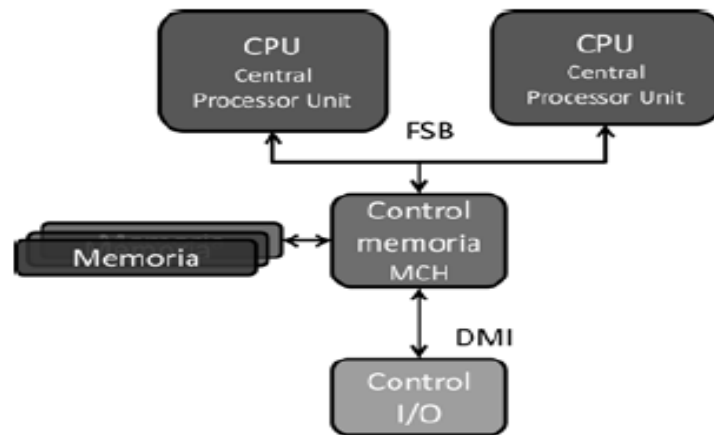 CPU
Central
Processor Unit
CPU
Central
Processor Unit
FSB
Control
memoria
MCH
Memoria
DMI
Control
I/O